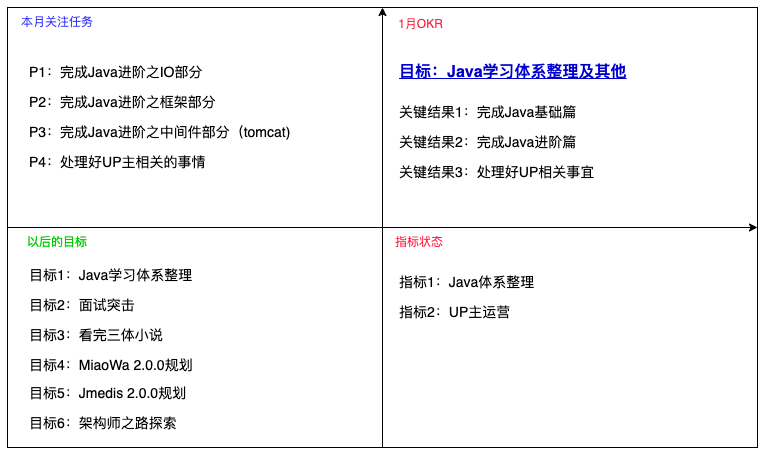 本月关注任务
P1：完成Java进阶之IO部分
P2：完成Java进阶之框架部分
P3：完成Java进阶之中间件部分（tomcat)
P4：处理好UP主相关的事情
1月OKR
目标：Java学习体系整理及其他
关键结果1：完成Java基础篇
关键结果2：完成Java进阶篇
关键结果3：处理好UP相关事宜
以后的目标
目标1：Java学习体系整理
目标2：面试突击
目标3：看完三体小说
目标4：MiaoWa 2.0.0规划
目标5：Jmedis 2.0.0规划
目标6：架构师之路探索
指标状态
指标1：Java体系整理
指标2：UP主运营